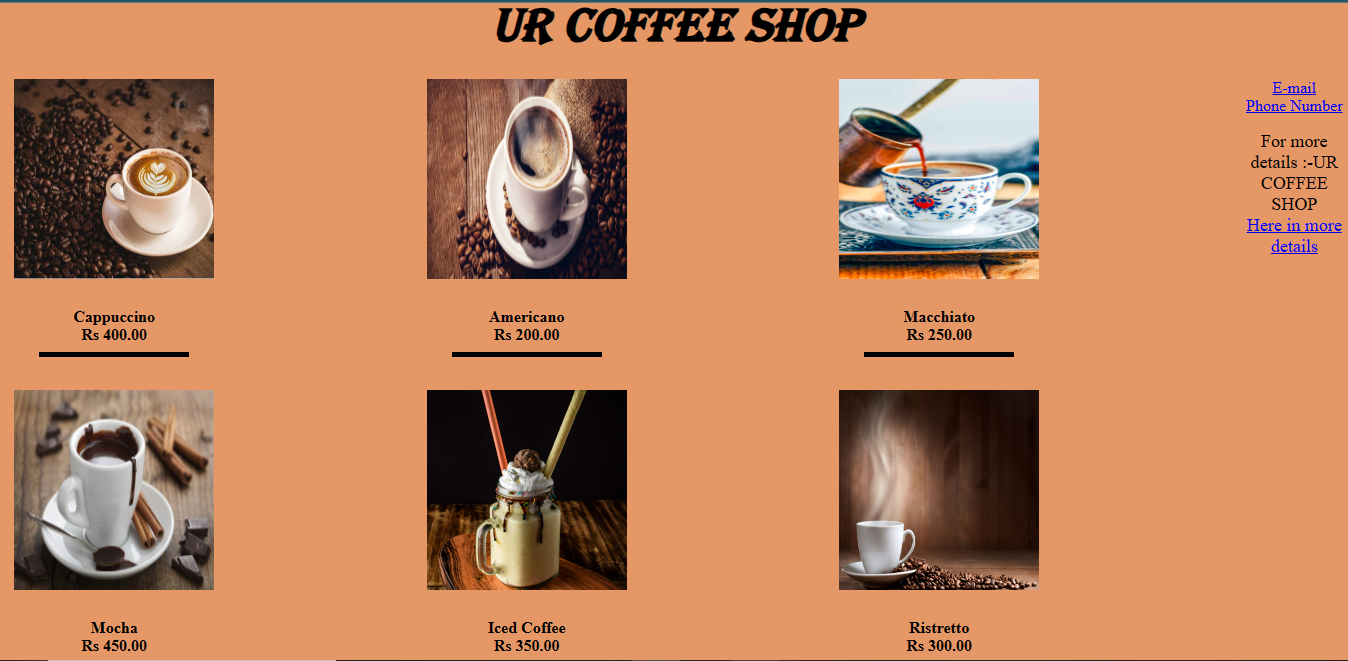 UR COFFEE SHOP
E-mail
Phone Number
For more
details :-UR
COFFEE
SHOP
Here in more
details
Cappuccino
Rs 400.00
Americano
Rs 200.00
Macchiato
Rs 250.00
Mocha
Rs 450.00
Iced Coffee
Rs 350.00
Ristretto
Rs 300.00